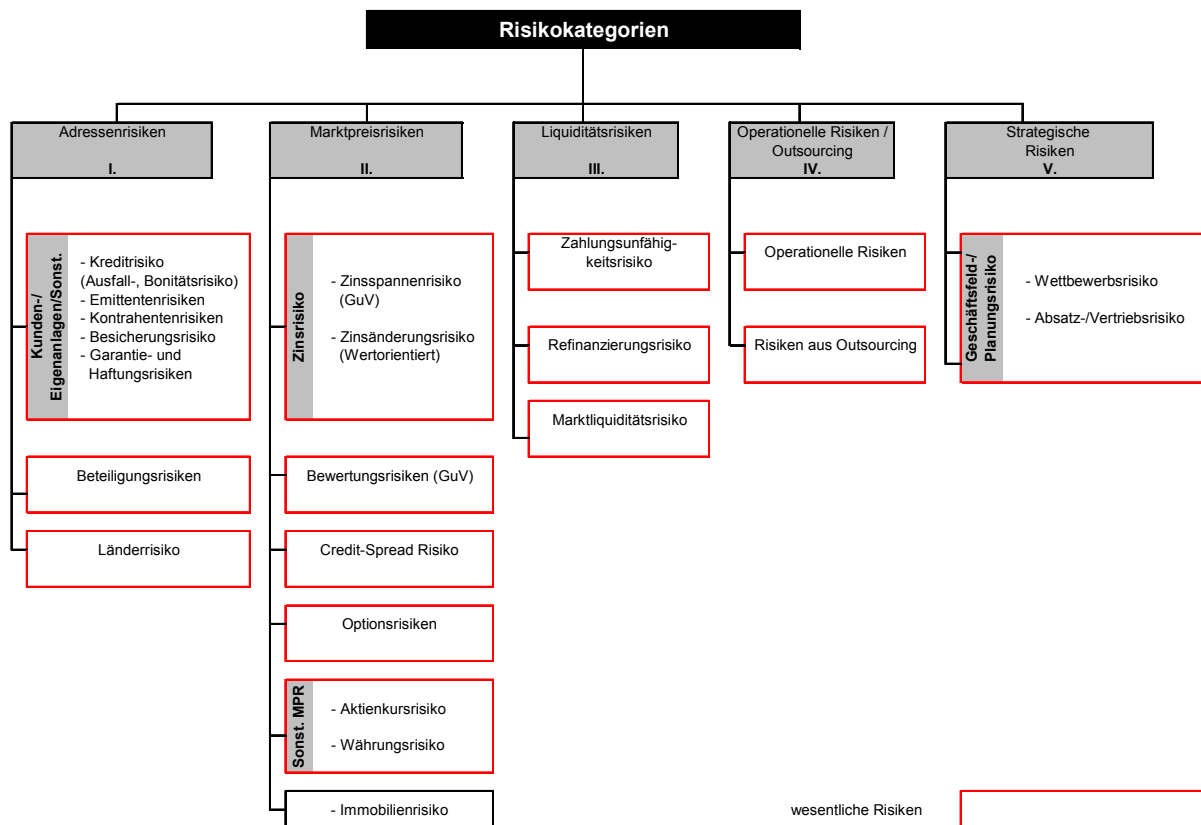 Risikokategorien
Adressenrisiken
I.
Marktpreisrisiken
II.
Liquiditätsrisiken
III.
Operationelle Risiken /
Outsourcing
IV.
Strategische
Risiken
V.
Kunden-/
Eigenanlagen/Sonst.
- Kreditrisiko
(Ausfall-, Bonitätsrisiko)
- Emittentenrisiken
- Kontrahentenrisiken
- Besicherungsrisiko
- Garantie- und
Haftungsrisiken
Beteiligungsrisiken
Länderrisiko
Zinsrisiko
- Zinsspannenrisiko
(GuV)
- Zinsänderungsrisiko
(Wertorientiert)
Bewertungsrisiken (GuV)
Credit-Spread Risiko
Optionsrisiken
Sonst. MPR
- Aktienkursrisiko
- Währungsrisiko
- Immobilienrisiko
Zahlungsunfähig-
keitsrisiko
Refinanzierungsrisiko
Marktliquiditätsrisiko
Operationelle Risiken
Risiken aus Outsourcing
Geschäftsfeld-/
Planungsrisiko
- Wettbewerbsrisiko
- Absatz-/Vertriebsrisiko
wesentliche Risiken